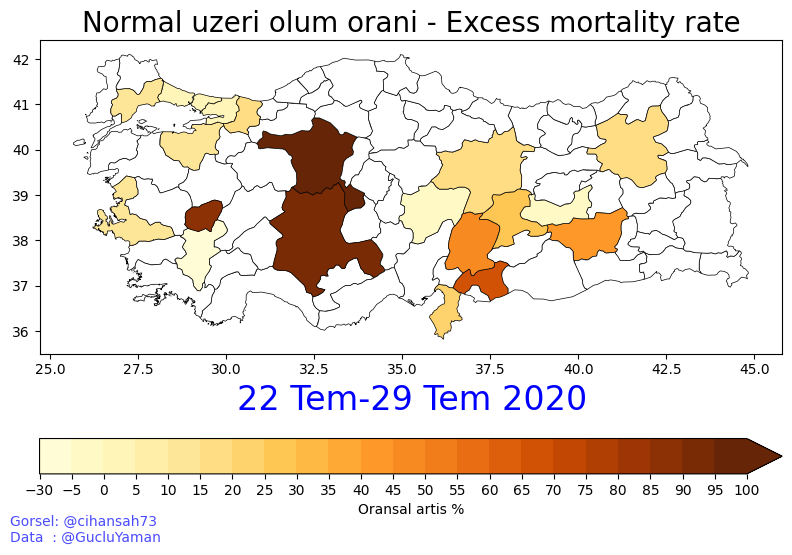 Normal uzeri olum orani - Excess mortality rate
42
41
40
39
38
37
36
25.0 27.5 30.0 32.5 35.0 37.5 40.0 42.5 45.0
22 Tem-29 Tem 2020
−30 −5 0 5 10 15 20 25 30 35 40 45 50 55 60 65 70 75 80 85 90 95 100
Oransal artis %
Gorsel: @cihansah73
Data  : @GucluYaman